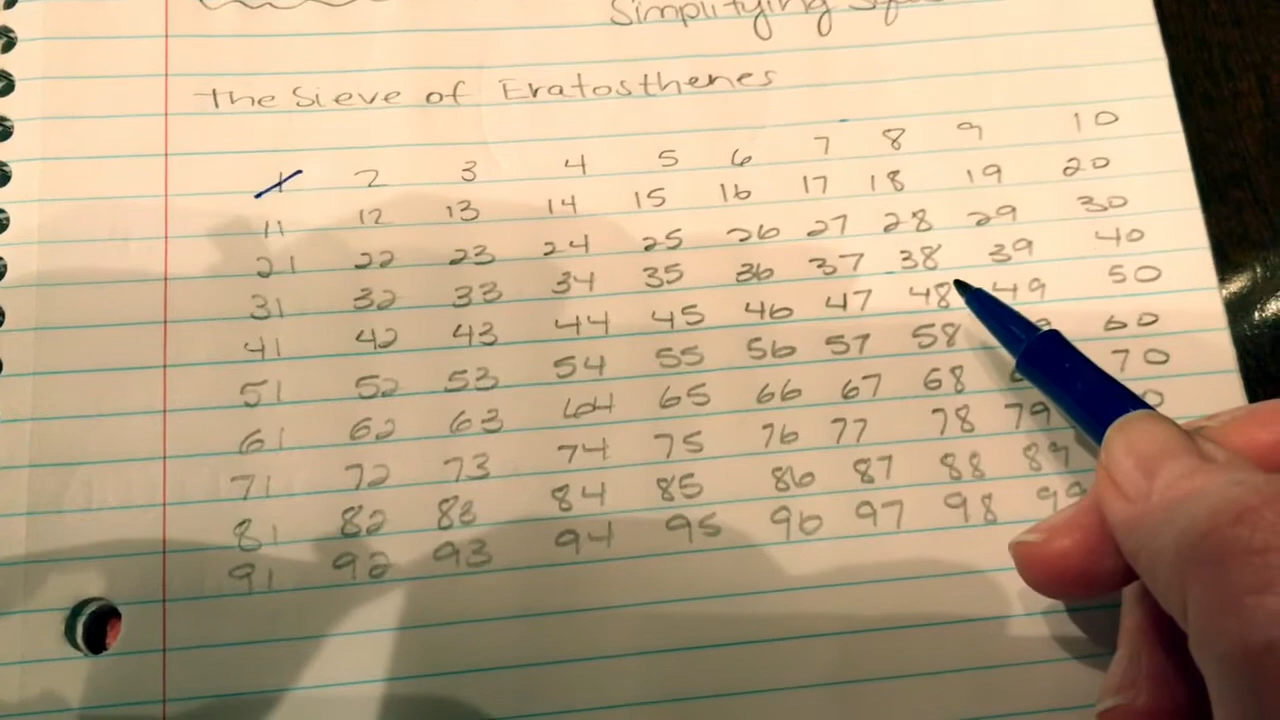 Simplifying
The Sieve of Eratosthenes
1 2 3 4 5 6 7 8 9 10
11 12 13 14 15 16 17 18 19 20
21 22 23 24 25 26 27 28 29 30
31 32 33 34 35 36 37 38 39 40
41 42 43 44 45 46 47 48 49 50
51 52 53 54 55 56 57 58 60
61 62 63 64 65 66 67 68 70
71 72 73 74 75 76 77 78 79
81 82 83 84 85 86 87 88 89
91 92 93 94 95 96 97 98 99